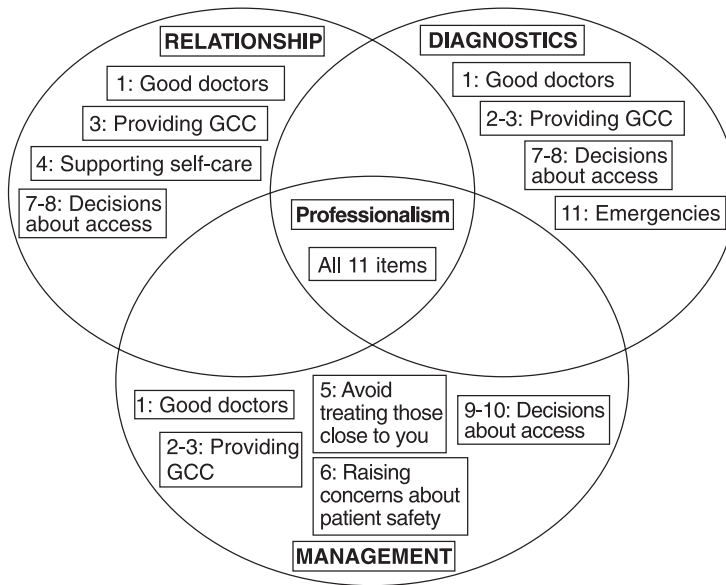 RELATIONSHIP
1: Good doctors
3: Providing GCC
4: Supporting self-care
7-8: Decisions
about access
DIAGNOSTICS
1: Good doctors
2-3: Providing GCC
7-8: Decisions
about access
11: Emergencies
Professionalism
All 11 items
1: Good doctors
2-3: Providing
GCC
5: Avoid
treating those
close to you
6: Raising
concerns about
patient safety
9-10: Decisions
about access
MANAGEMENT